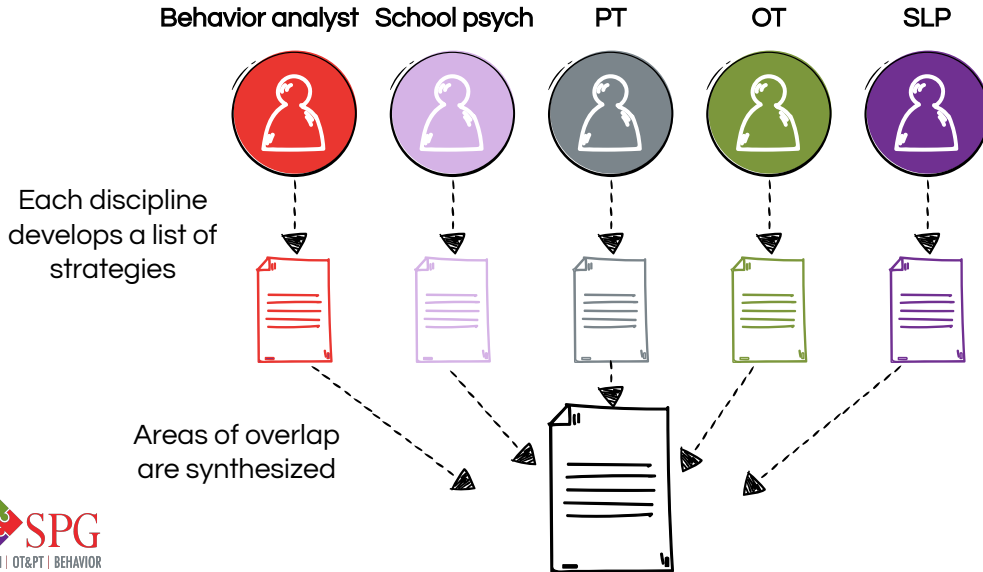 Behavior analyst School psych PT OT SLP
Each discipline
develops a list of
strategies
Areas of overlap
are synthesized
SPG
| OT&PT | BEHAVIOR